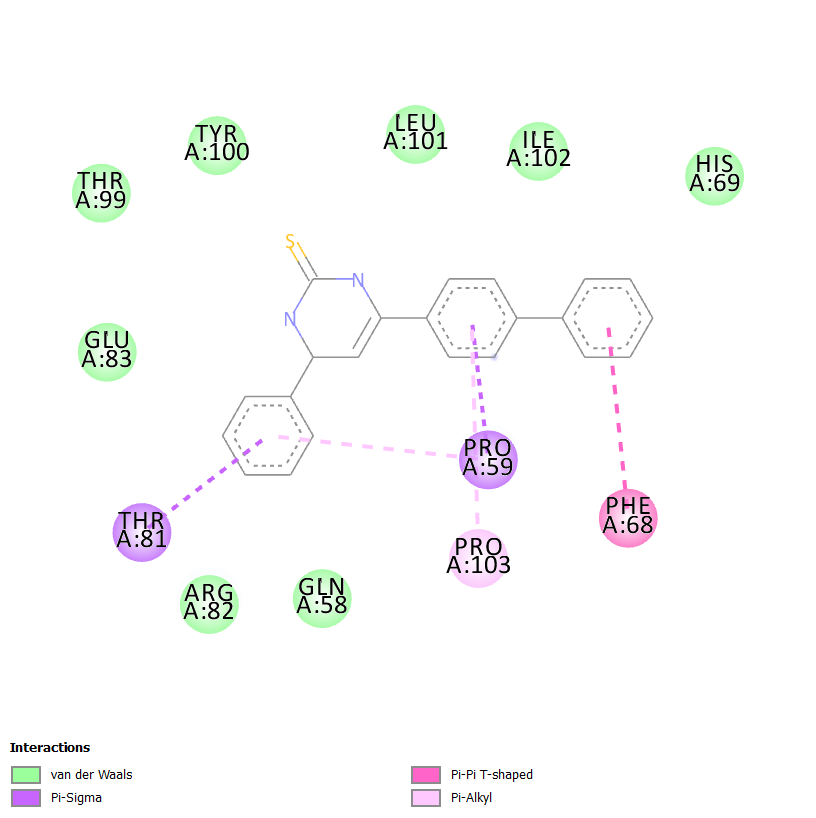 LEU
A:101
TYR
A:100
ILE
A:102
HIS
A:69
THR
A:99
S
N
N
GLU
A:83
PRO
A:59
PHE
A:68
THR
A:81
PRO
A:103
GLN
A:58
ARG
A:82
Interactions
van der Waals
Pi-Sigma
Pi-Pi T-shaped
Pi-Alkyl